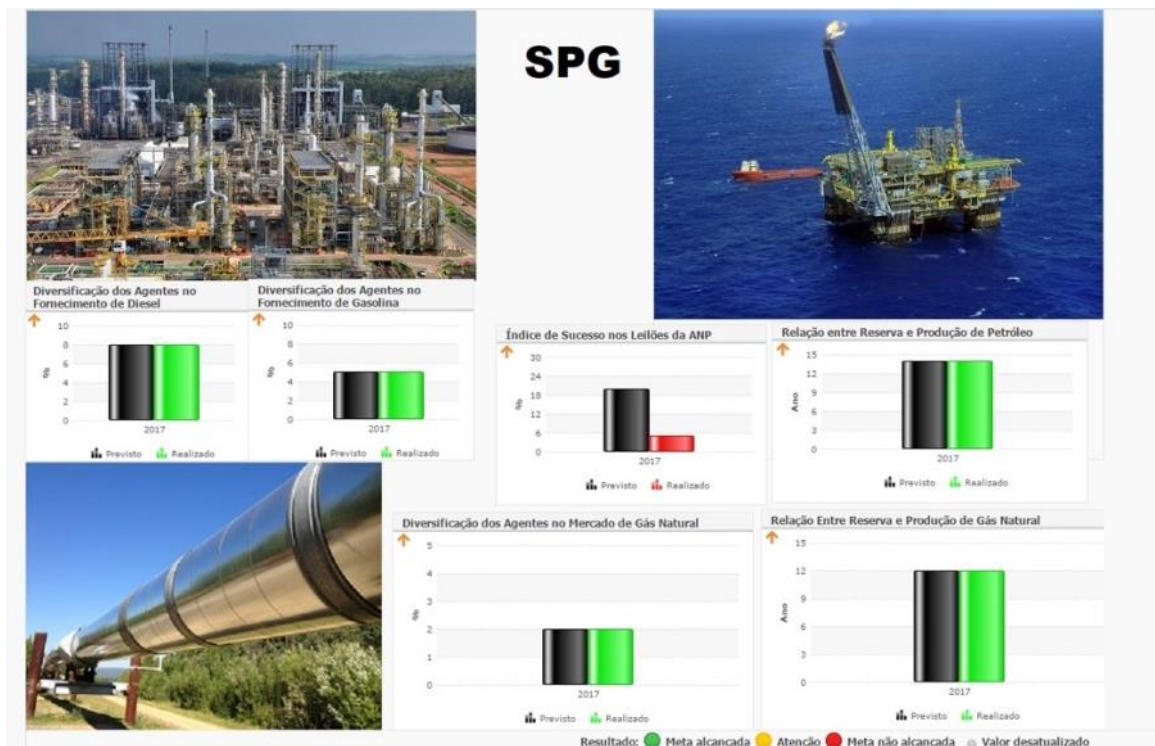 SPG
Diversificação dos Agentes no
Fornecimento de Diesel
10
8
6
4
2
0
%
2017
Previsto
Realizado
Diversificação dos Agentes no
Fornecimento de Gasolina
10
8
6
4
2
0
%
2017
Previsto
Realizado
Índice de Sucesso nos Leilões da ANP
30
24
18
12
6
0
%
2017
Previsto
Realizado
Relação entre Reserva e Produção de Petróleo
15
12
9
6
3
0
Ano
2017
Previsto
Realizado
Diversificação dos Agentes no Mercado de Gás Natural
5
4
3
2
1
0
%
2017
Previsto
Realizado
Relação Entre Reserva e Produção de Gás Natural
15
12
9
6
3
0
Ano
2017
Previsto
Realizado
Resultado: Meta alcançada Atenção Meta não alcançada Valor desatualizado